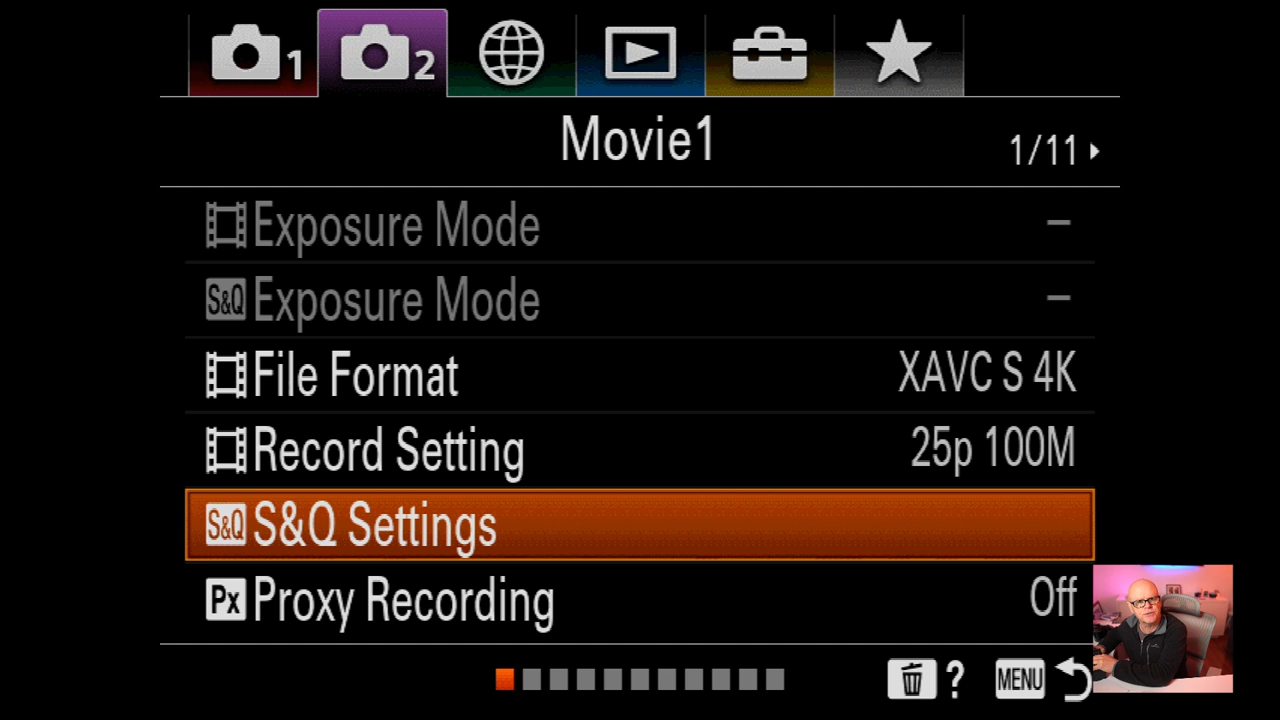 1
2
Movie1
1/11
Exposure Mode –
S&Q Exposure Mode –
File Format XAVC S 4K
Record Setting 25p 100M
S&Q S&Q Settings
Px Proxy Recording Off
? MENU